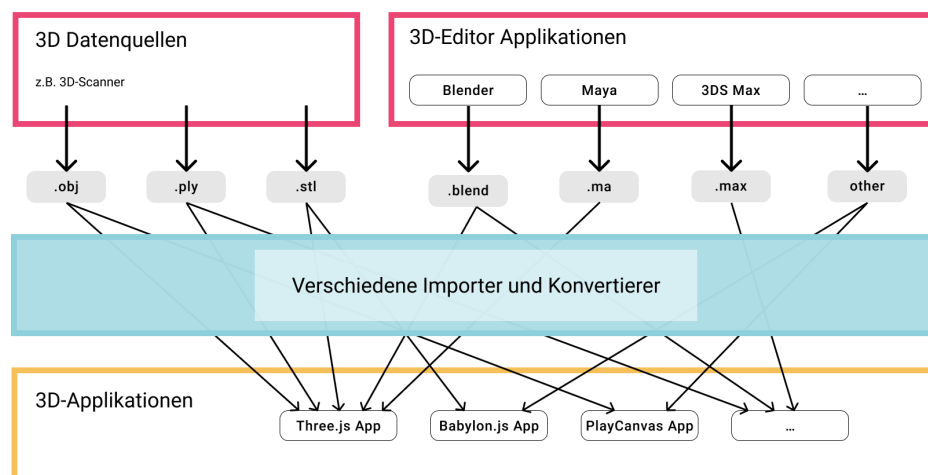 3D Datenquellen
z.B. 3D-Scanner
3D-Editor Applikationen
Blender
Maya
3DS Max
...
.obj
.ply
.stl
.blend
.ma
.max
other
Verschiedene Importer und Konvertierer
3D-Applikationen
Three.js App
Babylon.js App
PlayCanvas App
...